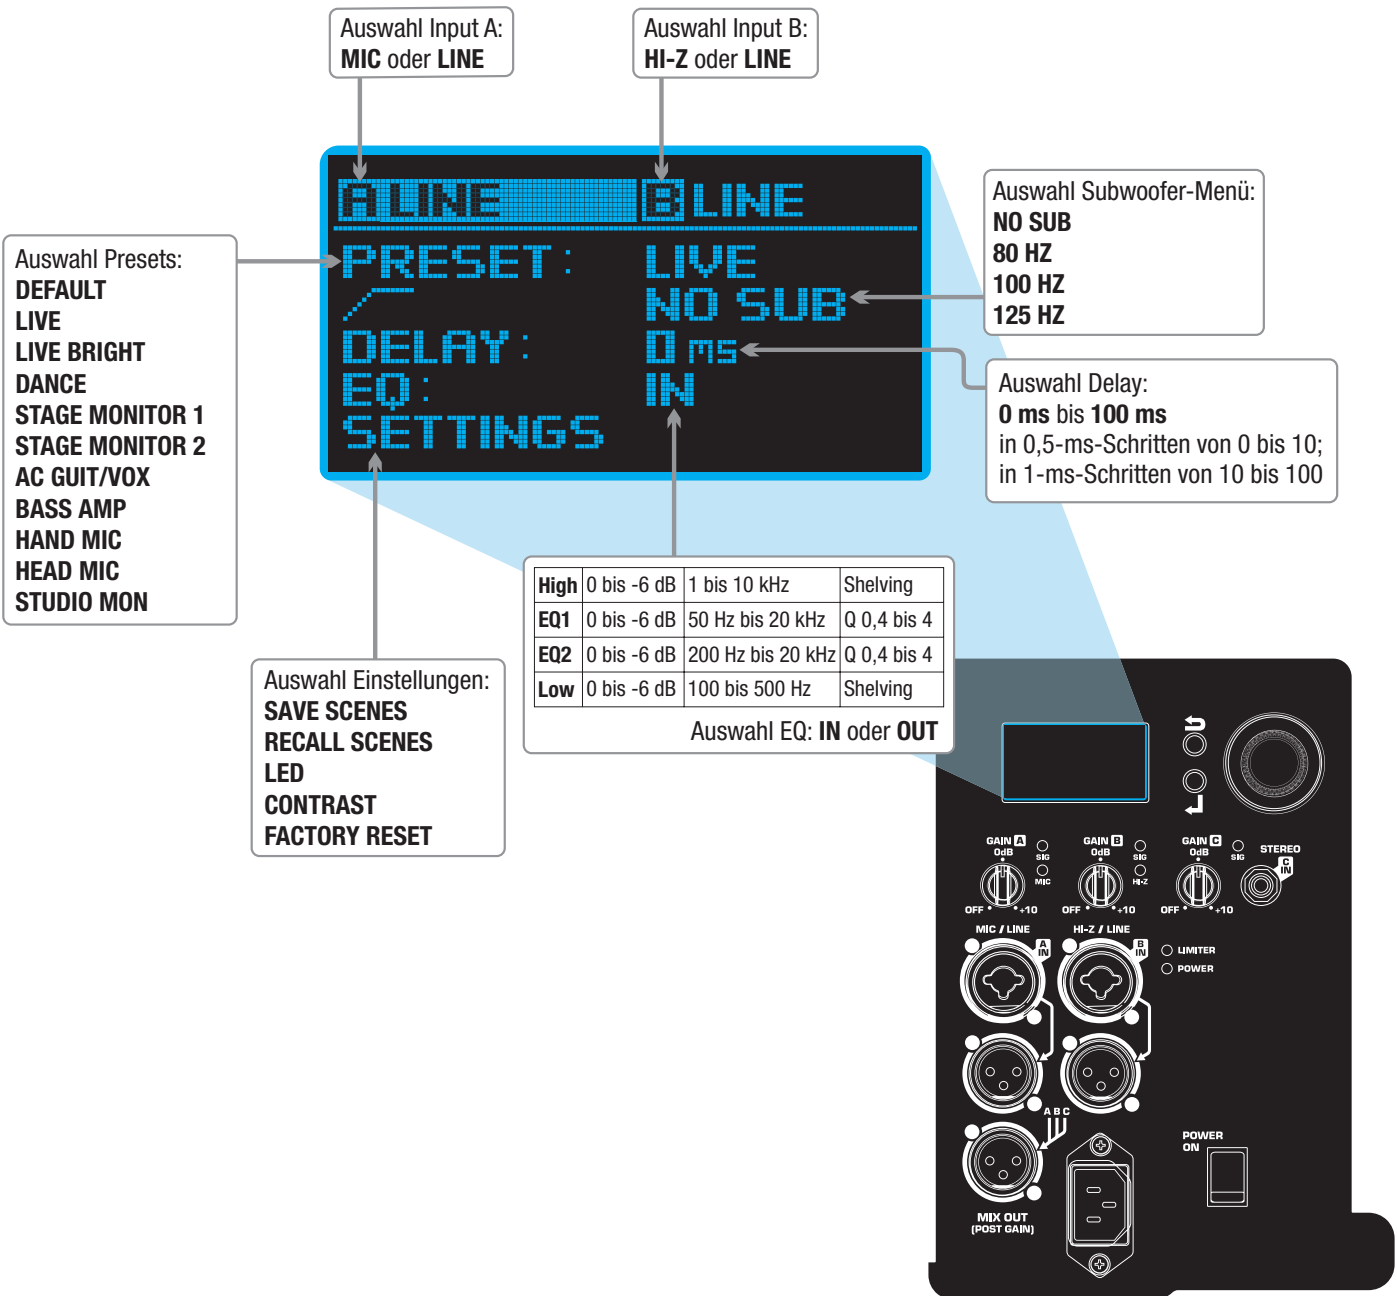 Auswahl Input A:
MIC oder LINE
Auswahl Input B:
HI-Z oder LINE
A LINE B LINE
PRESET: LIVE
NO SUB
DELAY: 0 ms
EQ: IN
SETTINGS
Auswahl Presets:
DEFAULT
LIVE
LIVE BRIGHT
DANCE
STAGE MONITOR 1
STAGE MONITOR 2
AC GUIT/VOX
BASS AMP
HAND MIC
HEAD MIC
STUDIO MON
Auswahl Subwoofer-Menü:
NO SUB
80 HZ
100 HZ
125 HZ
Auswahl Delay:
0 ms bis 100 ms
in 0,5-ms-Schritten von 0 bis 10;
in 1-ms-Schritten von 10 bis 100
High 0 bis -6 dB 1 bis 10 kHz Shelving
EQ1 0 bis -6 dB 50 Hz bis 20 kHz Q 0,4 bis 4
EQ2 0 bis -6 dB 200 Hz bis 20 kHz Q 0,4 bis 4
Low 0 bis -6 dB 100 bis 500 Hz Shelving
Auswahl EQ: IN oder OUT
Auswahl Einstellungen:
SAVE SCENES
RECALL SCENES
LED
CONTRAST
FACTORY RESET
GAIN A
0dB
SIG
MIC
OFF +10
GAIN B
0dB
SIG
HI-Z
OFF +10
GAIN C
0dB
SIG
OFF +10
STEREO
C IN
MIC / LINE
A IN
HI-Z / LINE
B IN
LIMITER
POWER
A B C
MIX OUT
(POST GAIN)
POWER
ON